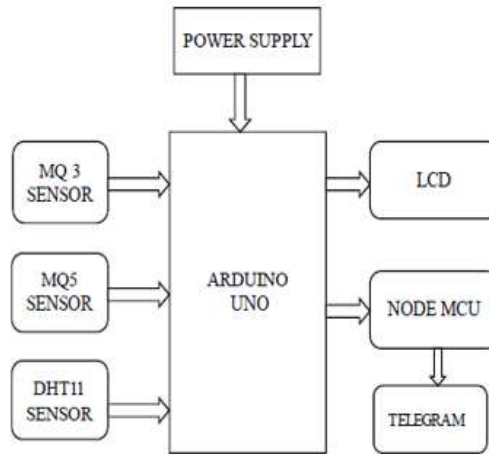 POWER SUPPLY
MQ 3
SENSOR
MQ5
SENSOR
DHT11
SENSOR
ARDUINO
UNO
LCD
NODE MCU
TELEGRAM